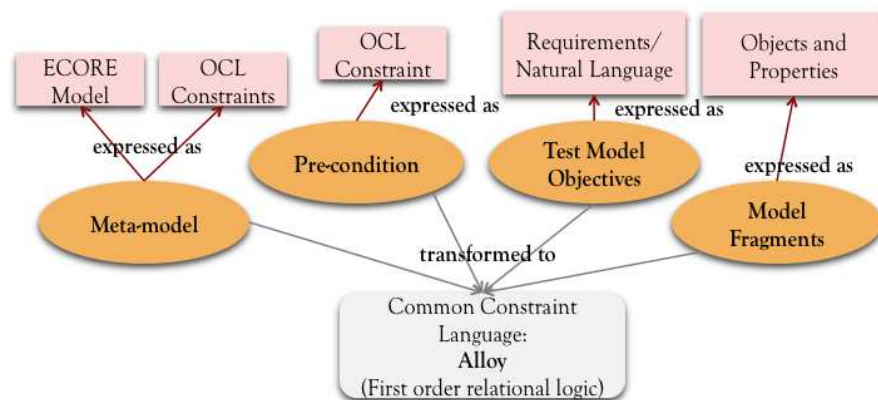 ECORE
Model
OCL
Constraints
OCL
Constraint
Requirements/
Natural Language
Objects and
Properties
expressed as
expressed as
expressed as
expressed as
Meta-model
Pre-condition
Test Model
Objectives
Model
Fragments
transformed to
Common Constraint
Language:
Alloy
(First order relational logic)